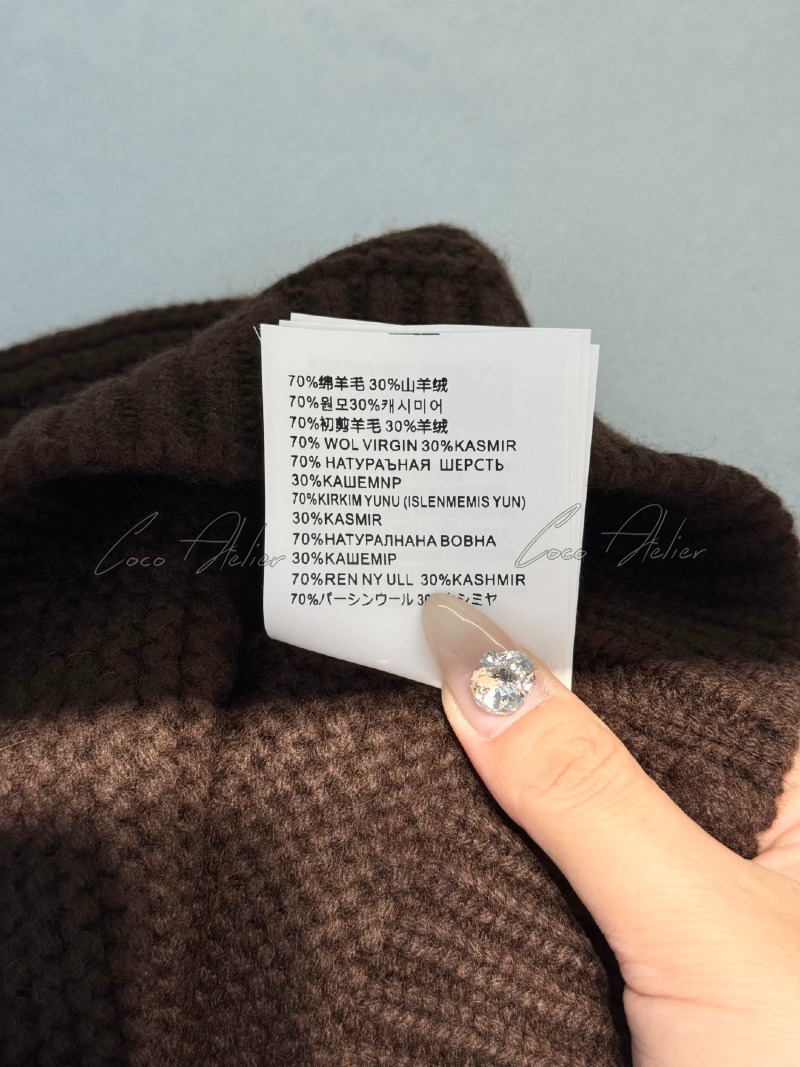 70%绵羊毛 30%山羊绒
70%원모30%캐시미어
70%初剪羊毛 30%羊绒
70% WOL VIRGIN 30%KASMIR
70% НАТУРАЪНАЯ ШЕРСТЬ
30%КАШЕМNР
70%KIRKIM YUNU (ISLENMEMIS YUN)
30%KASMIR
70%НАТУРАЛНАНА ВОВНА
30%КАШЕМІР
70%REN NY ULL 30%KASHMIR
70%バーシンウール
Coco Atelier
Coco Atelier